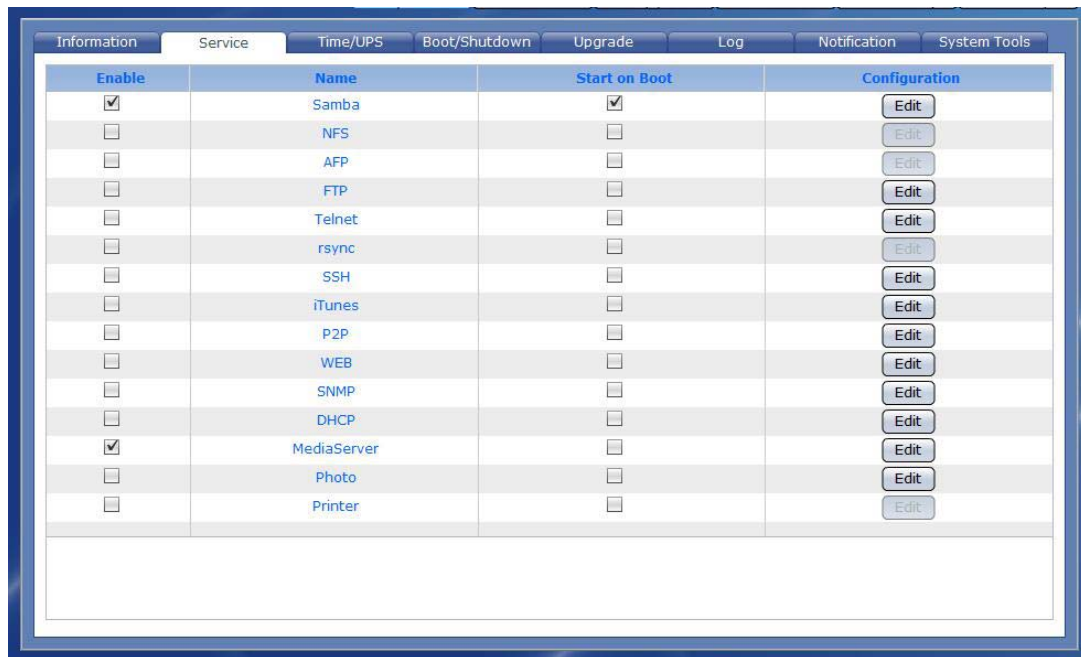 Information Service Time/UPS Boot/Shutdown Upgrade Log Notification System Tools
Enable Name Start on Boot Configuration
Samba Edit
NFS Edit
AFP Edit
FTP Edit
Telnet Edit
rsync Edit
SSH Edit
iTunes Edit
P2P Edit
WEB Edit
SNMP Edit
DHCP Edit
MediaServer Edit
Photo Edit
Printer Edit